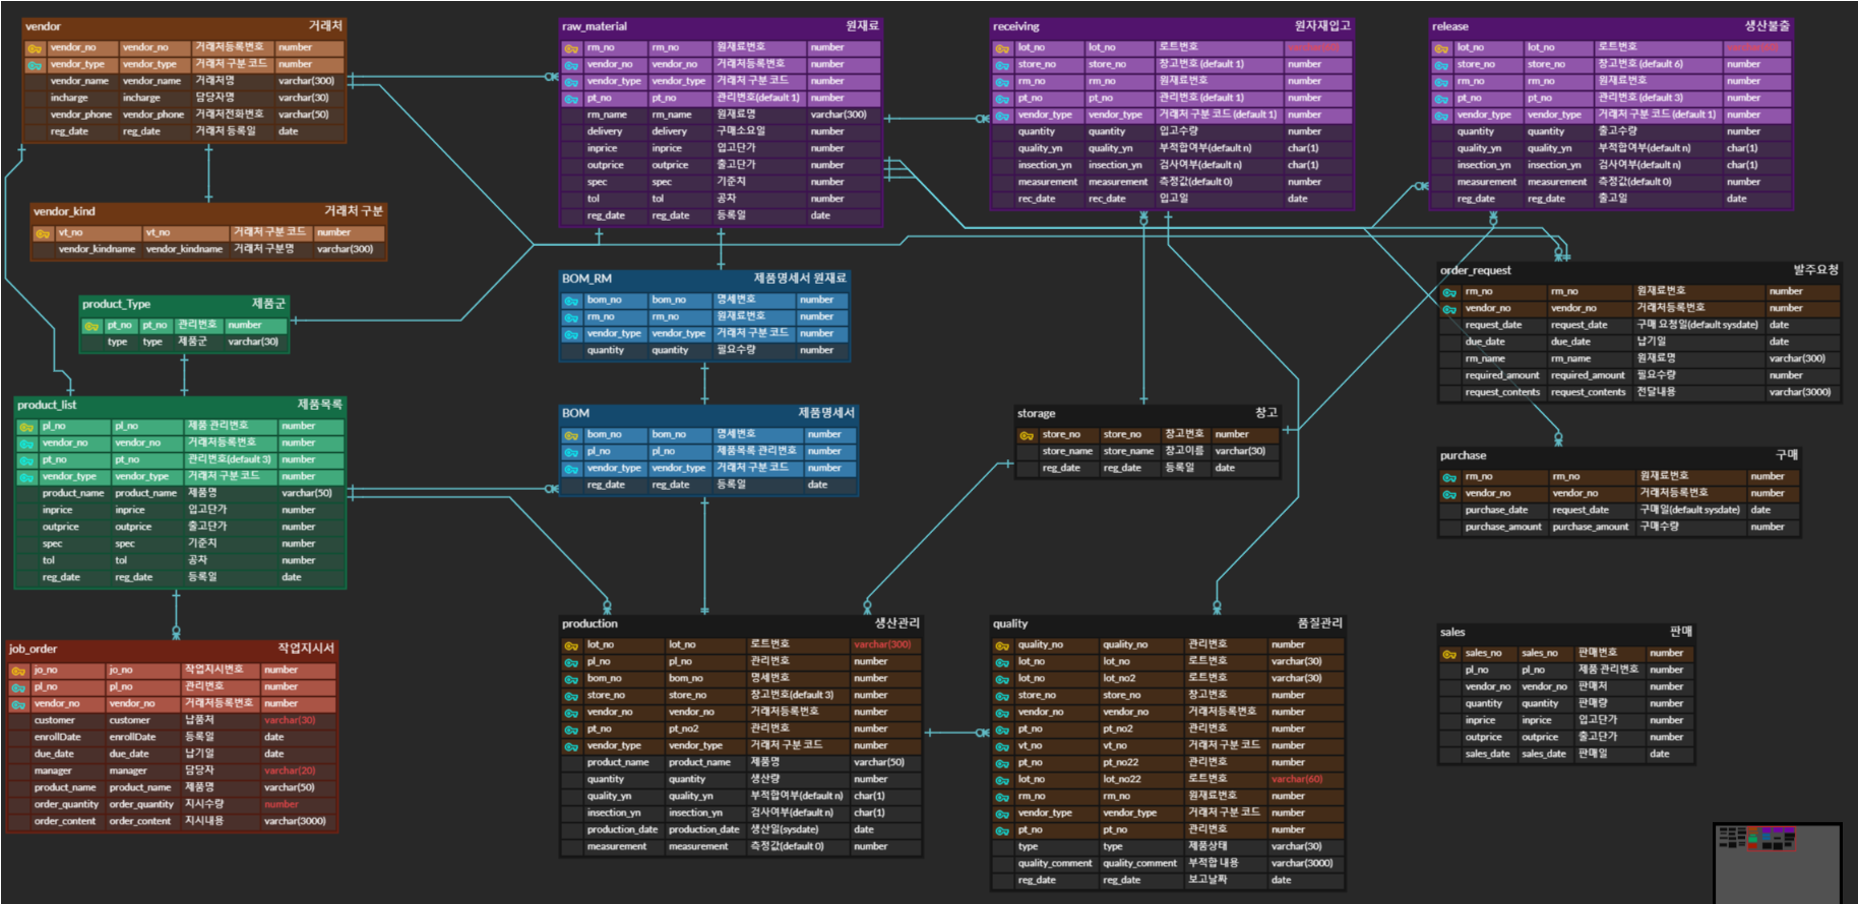 vendor 거래처
vendor_no vendor_no 거래처등록번호 number
vendor_type vendor_type 거래처 구분 코드 number
vendor_name vendor_name 거래처명 varchar(300)
incharge incharge 담당자명 varchar(30)
vendor_phone vendor_phone 거래처전화번호 varchar(50)
reg_date reg_date 거래처 등록일 date
vendor_kind 거래처 구분
vt_no vt_no 거래처 구분 코드 number
vendor_kindname vendor_kindname 거래처 구분명 varchar(300)
product_Type 제품군
pt_no pt_no 관리번호 number
type type 제품군 varchar(30)
product_list 제품목록
pl_no pl_no 제품 관리번호 number
vendor_no vendor_no 거래처등록번호 number
pt_no pt_no 관리번호(default 3) number
vendor_type vendor_type 거래처 구분 코드 number
product_name product_name 제품명 varchar(50)
inprice inprice 입고단가 number
outprice outprice 출고단가 number
spec spec 기준치 number
tol tol 공차 number
reg_date reg_date 등록일 date
job_order 작업지시서
jo_no jo_no 작업지시번호 number
pl_no pl_no 관리번호 number
vendor_no vendor_no 거래처등록번호 number
customer customer 납품처 varchar(30)
enrollDate enrollDate 등록일 date
due_date due_date 납기일 date
manager manager 담당자 varchar(20)
product_name product_name 제품명 varchar(50)
order_quantity order_quantity 지시수량 number
order_content order_content 지시내용 varchar(3000)
raw_material 원재료
rm_no rm_no 원재료번호 number
vendor_no vendor_no 거래처등록번호 number
vendor_type vendor_type 거래처 구분 코드 number
pt_no pt_no 관리번호(default 1) number
rm_name rm_name 원재료명 varchar(300)
delivery delivery 구매소요일 number
inprice inprice 입고단가 number
outprice outprice 출고단가 number
spec spec 기준치 number
tol tol 공차 number
reg_date reg_date 등록일 date
BOM_RM 제품명세서 원재료
bom_no bom_no 명세번호 number
rm_no rm_no 원재료번호 number
vendor_type vendor_type 거래처 구분 코드 number
quantity quantity 필요수량 number
BOM 제품명세서
bom_no bom_no 명세번호 number
pl_no pl_no 제품목록 관리번호 number
vendor_type vendor_type 거래처 구분 코드 number
reg_date reg_date 등록일 date
production 생산관리
lot_no lot_no 로트번호 varchar(300)
pl_no pl_no 관리번호 number
bom_no bom_no 명세번호 number
store_no store_no 창고번호(default 3) number
vendor_no vendor_no 거래처등록번호 number
pt_no pt_no2 관리번호 number
vendor_type vendor_type 거래처 구분 코드 number
product_name product_name 제품명 varchar(50)
quantity quantity 생산량 number
quality_yn quality_yn 부적합여부(default n) char(1)
insection_yn insection_yn 검사여부(default n) char(1)
production_date production_date 생산일(sysdate) date
measurement measurement 측정값(default 0) number
receiving 원자재입고
lot_no lot_no 로트번호
store_no store_no 창고번호 (default 1) number
rm_no rm_no 원재료번호 number
pt_no pt_no 관리번호 (default 1) number
vendor_type vendor_type 거래처 구분 코드 (default 1) number
quantity quantity 입고수량 number
quality_yn quality_yn 부적합여부(default n) char(1)
insection_yn insection_yn 검사여부(default n) char(1)
measurement measurement 측정값(default 0) number
rec_date rec_date 입고일 date
storage 창고
store_no store_no 창고번호 number
store_name store_name 창고이름 varchar(30)
reg_date reg_date 등록일 date
quality 품질관리
quality_no quality_no 관리번호 number
lot_no lot_no 로트번호 varchar(30)
lot_no lot_no2 로트번호 varchar(30)
store_no store_no 창고번호 number
vendor_no vendor_no 거래처등록번호 number
pt_no pt_no2 관리번호 number
vt_no vt_no 거래처 구분 코드 number
pt_no pt_no22 관리번호 number
lot_no lot_no22 로트번호 varchar(60)
rm_no rm_no 원재료번호 number
vendor_type vendor_type 거래처 구분 코드 number
pt_no pt_no 관리번호 number
type type 제품상태 varchar(30)
quality_comment quality_comment 부적합 내용 varchar(3000)
reg_date reg_date 보고날짜 date
release 생산불출
lot_no lot_no 로트번호
store_no store_no 창고번호 (default 6) number
rm_no rm_no 원재료번호 number
pt_no pt_no 관리번호 (default 3) number
vendor_type vendor_type 거래처 구분 코드 (default 1) number
quantity quantity 출고수량 number
quality_yn quality_yn 부적합여부(default n) char(1)
insection_yn insection_yn 검사여부(default n) char(1)
measurement measurement 측정값(default 0) number
reg_date reg_date 출고일 date
order_request 발주요청
rm_no rm_no 원재료번호 number
vendor_no vendor_no 거래처등록번호 number
request_date request_date 구매 요청일(default sysdate) date
due_date due_date 납기일 date
rm_name rm_name 원재료명 varchar(300)
required_amount required_amount 필요수량 number
request_contents request_contents 전달내용 varchar(3000)
purchase 구매
rm_no rm_no 원재료번호 number
vendor_no vendor_no 거래처등록번호 number
purchase_date request_date 구매일(default sysdate) date
purchase_amount purchase_amount 구매수량 number
sales 판매
sales_no sales_no 판매번호 number
pl_no pl_no 제품 관리번호 number
vendor_no vendor_no 판매처 number
quantity quantity 판매량 number
inprice inprice 입고단가 number
outprice outprice 출고단가 number
sales_date sales_date 판매일 date